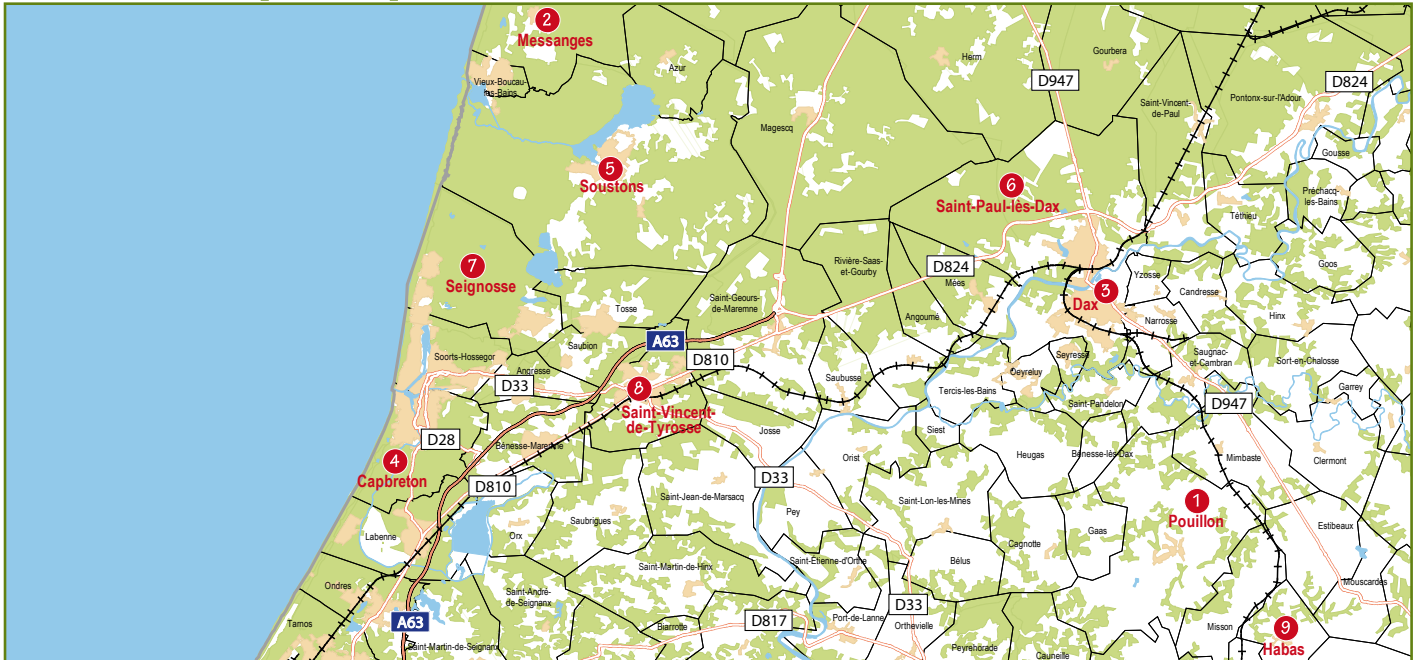 2
Messanges
Vieux-Boucau-
les-Bains
Azur
Herm
Gourbera
D947
D824
Saint-Vincent-
de-Paul
Pontonx-sur-l'Adour
Magescq
Gousse
5
Soustons
6
Saint-Paul-lès-Dax
Préchacq-
les-Bains
Téthieu
7
Seignosse
Rivière-Saas-
et-Gourby
D824
Mées
Yzosse
Goos
Candresse
3
Dax
Saint-Geours-
de-Maremne
Tosse
Angoumé
Narrosse
Hinx
A63
Saubion
Soorts-Hossegor
D810
Seyresse
Saugnac-
et-Cambran
Sort-en-Chalosse
Angresse
D33
Saubusse
Oeyreluy
Garrey
8
Saint-Vincent-
de-Tyrosse
Tercis-les-Bains
Saint-Pandelon
D947
D28
Bénesse-Maremne
Josse
Siest
Heugas
Bénesse-lès-Dax
Mimbaste
Clermont
4
Capbreton
D810
D33
Orist
Saint-Jean-de-Marsacq
Saint-Lon-les-Mines
1
Pouillon
Pey
Saubrigues
Labenne
Orx
Cagnotte
Gaas
Estibeaux
Saint-Martin-de-Hinx
Saint-Étienne-d'Orthe
Bélus
Ondres
Saint-André-
de-Seignanx
Mouscardes
D33
Tarnos
A63
Biarrotte
D817
Port-de-Lanne
Orthevielle
Misson
9
Habas
Saint-Martin-de-Seignanx
Peyrehorade
Cauneille